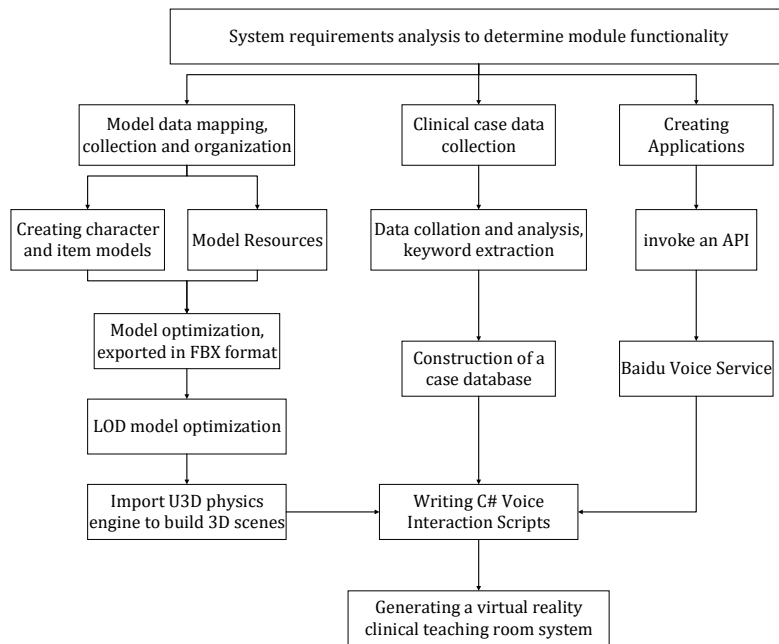 System requirements analysis to determine module functionality
Model data mapping,
collection and organization
Clinical case data
collection
Creating
Applications
Creating character
and item models
Model Resources
Data collation and analysis,
keyword extraction
invoke an API
Model optimization,
exported in FBX format
Construction of a
case database
Baidu Voice Service
LOD model optimization
Import U3D physics
engine to build 3D scenes
Writing C# Voice
Interaction Scripts
Generating a virtual reality
clinical teaching room system